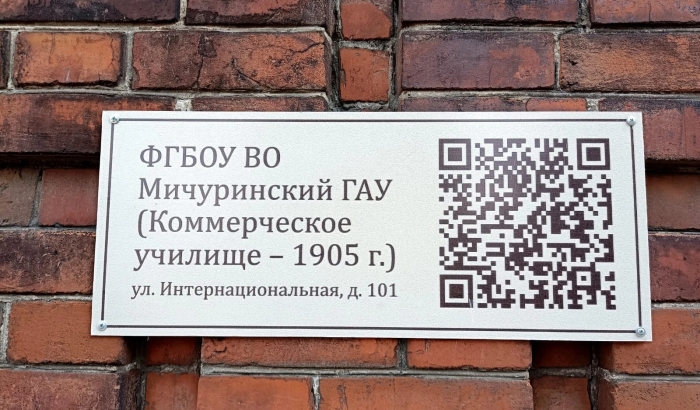 ФГБОУ ВО
Мичуринский ГАУ
(Коммерческое
училище – 1905 г.)
ул. Интернациональная, д. 101